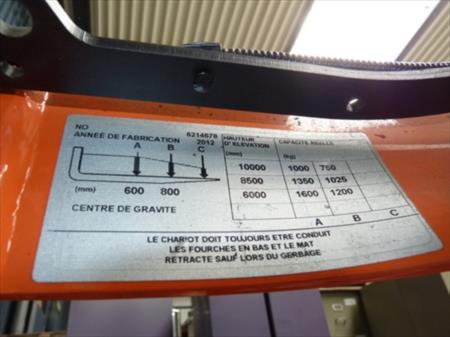 NO 6214678
ANNÉE DE FABRICATION 2012
A B C
(mm) 600 800
CENTRE DE GRAVITE
HAUTEUR D'ELEVATION (mm)
CAPACITE REELLE (kg)
10000 1000 750
8500 1350 1025
6000 1600 1200
A B C
LE CHARIOT DOIT TOUJOURS ETRE CONDUIT
LES FOURCHES EN BAS ET LE MAT
RETRACTE SAUF LORS DU GERBAGE